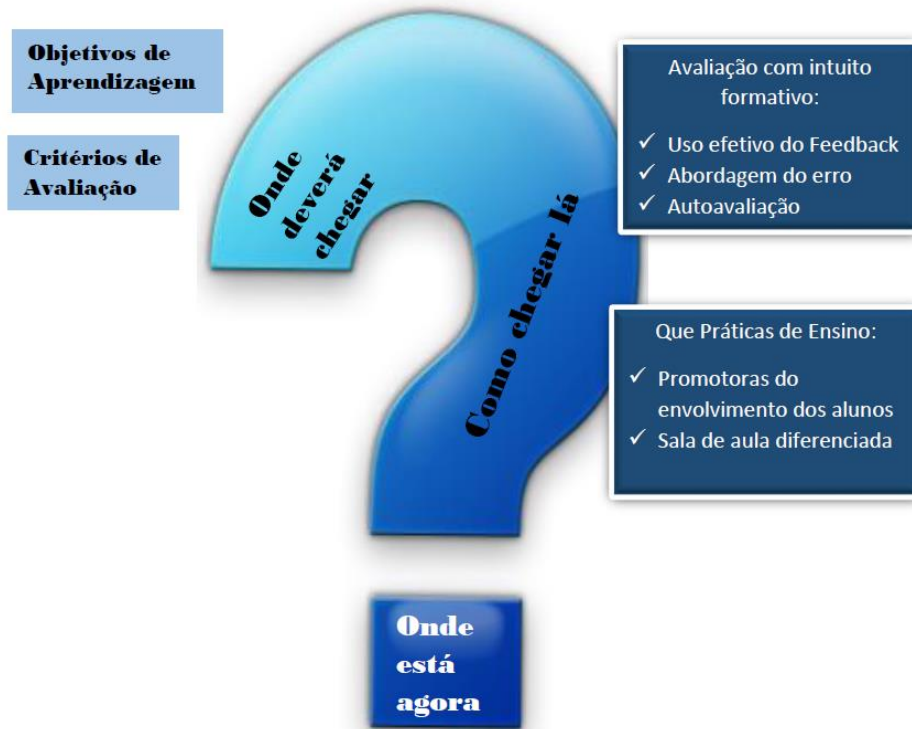 Objetivos de
Aprendizagem
Critérios de
Avaliação
Onde
deverá
chegar
Como chegar lá
Avaliação com intuito
formativo:
✓ Uso efetivo do Feedback
✓ Abordagem do erro
✓ Autoavaliação
Que Práticas de Ensino:
✓ Promotoras do
envolvimento dos alunos
✓ Sala de aula diferenciada
Onde
está
agora